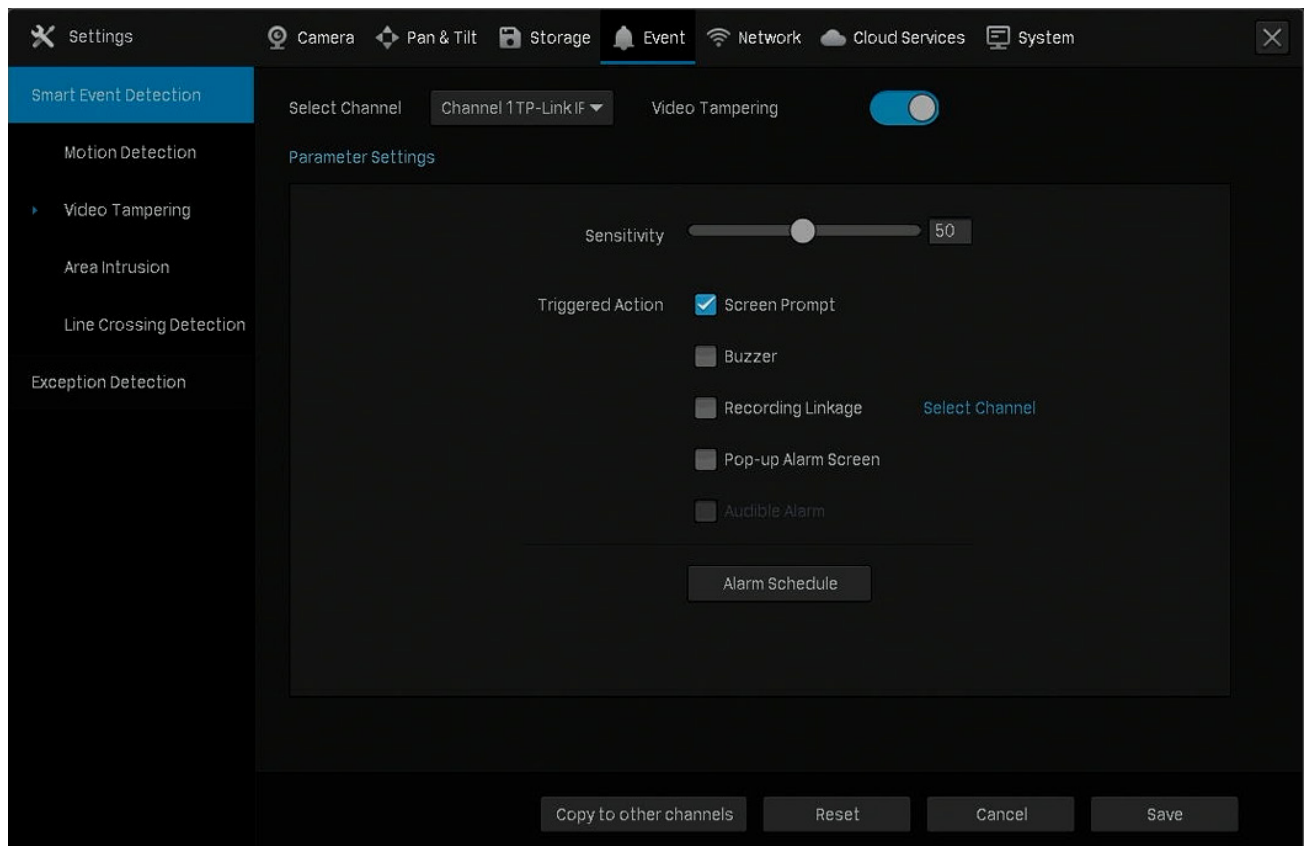 Settings
Camera
Pan & Tilt
Storage
Event
Network
Cloud Services
System
Smart Event Detection
Motion Detection
Video Tampering
Area Intrusion
Line Crossing Detection
Exception Detection
Select Channel
Channel 1 TP-Link IP
Video Tampering
Parameter Settings
Sensitivity
50
Triggered Action
Screen Prompt
Buzzer
Recording Linkage
Select Channel
Pop-up Alarm Screen
Audible Alarm
Alarm Schedule
Copy to other channels
Reset
Cancel
Save